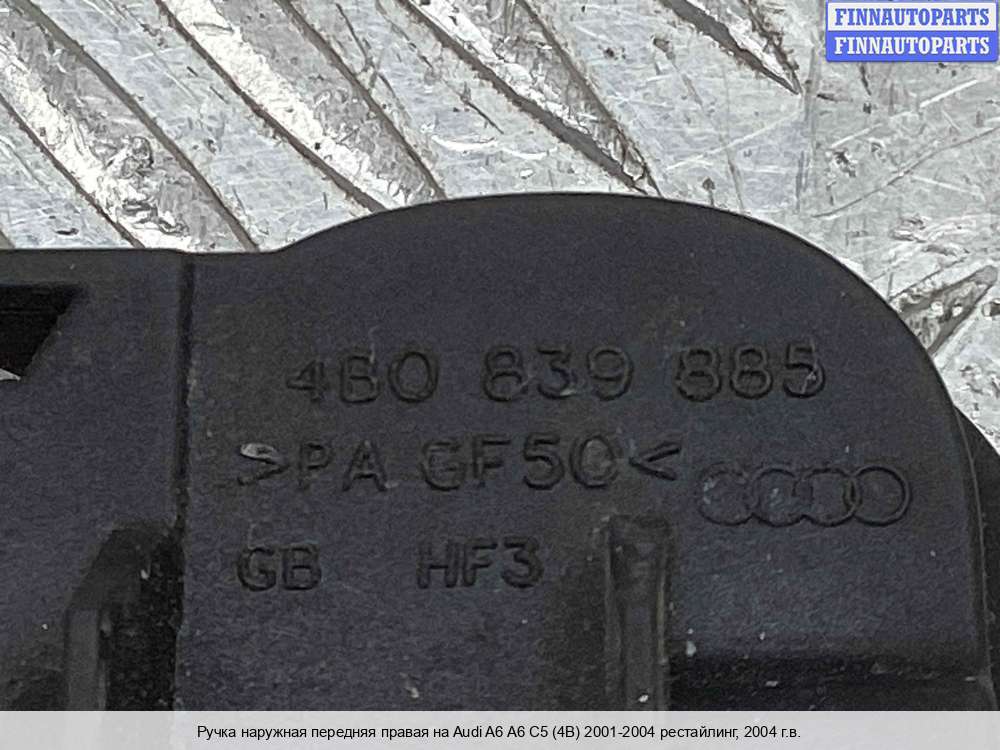 FINNAUTOPARTS
FINNAUTOPARTS
4B0 839 885
>PA GF50<
GB HF3
Ручка наружная передняя правая на Audi A6 A6 C5 (4B) 2001-2004 рестайлинг, 2004 г.в.